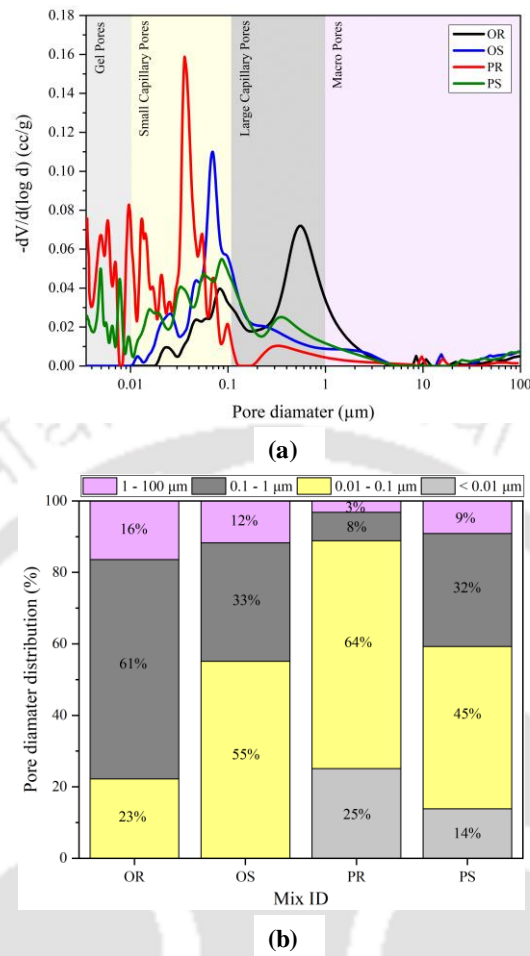 0.18
0.16
0.14
0.12
0.10
0.08
0.06
0.04
0.02
0.00
-dV/d(log d) (cc/g)
Gel Pores
Small Capillary Pores
Large Capillary Pores
Macro Pores
OR
OS
PR
PS
0.01 0.1 1 10 100
Pore diamater (µm)
(a)
1 - 100 µm 0.1 - 1 µm 0.01 - 0.1 µm < 0.01 µm
100
80
60
40
20
0
Pore diamater distribution (%)
16% 12% 3% 9%
61% 33% 8% 32%
23% 55% 64% 45%
25% 14%
OR OS PR PS
Mix ID
(b)